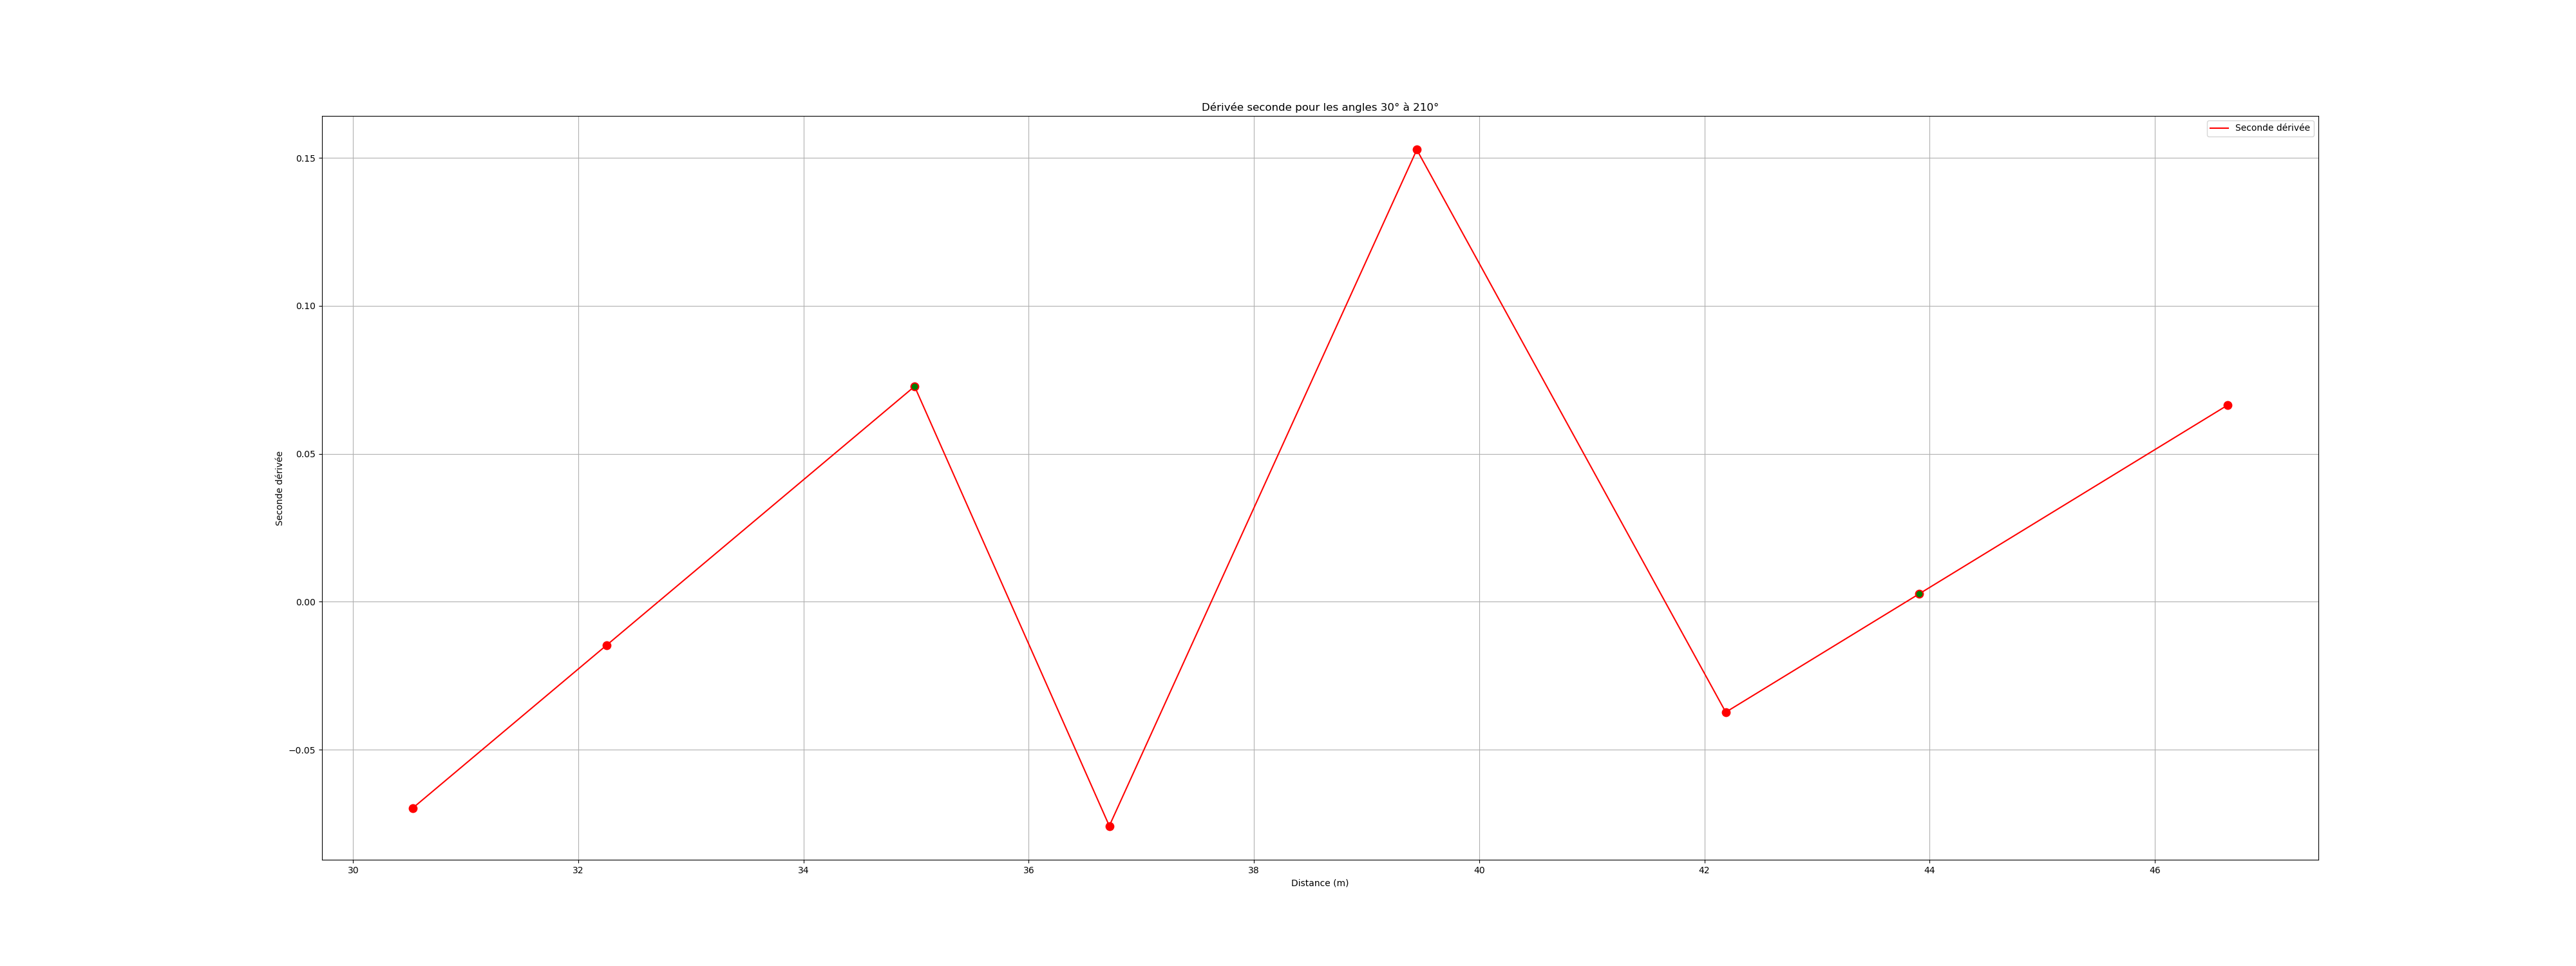 Dérivée seconde pour les angles 30° à 210°
Seconde dérivée
0.15
0.10
0.05
0.00
−0.05
Seconde dérivée
30 32 34 36 38 40 42 44 46
Distance (m)